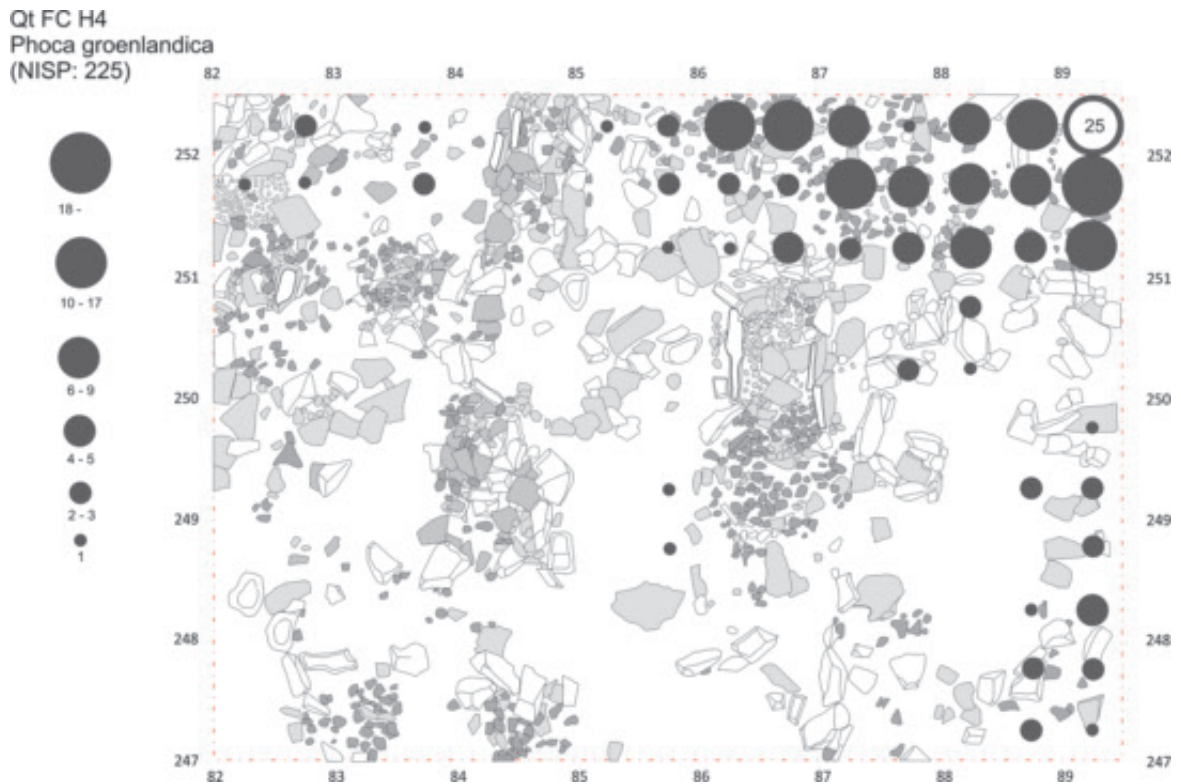 Qt FC H4
Phoca groenlandica
(NISP: 225)
82 83 84 85 86 87 88 89
18 -
10 - 17
6 - 9
4 - 5
2 - 3
1
25
252 252
251 251
250 250
249 249
248 248
247 247
82 83 84 85 86 87 88 89